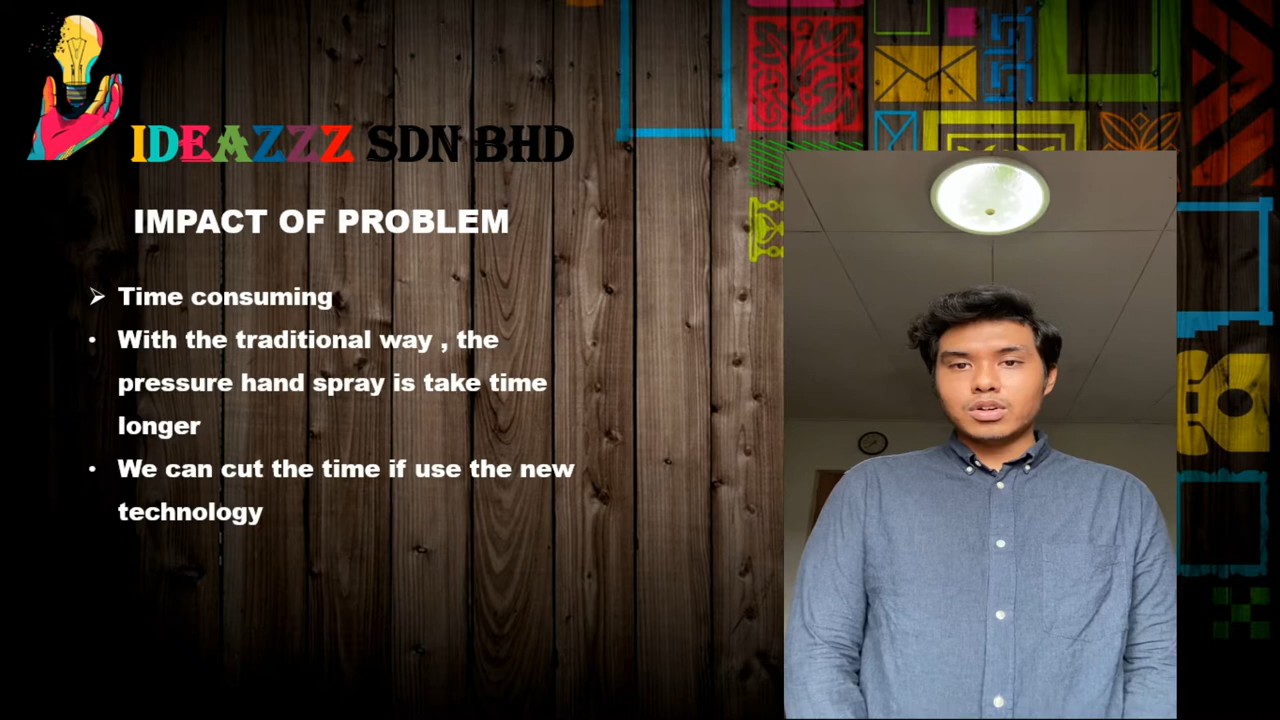 IDEAZZZ SDN BHD
IMPACT OF PROBLEM
➢ Time consuming
• With the traditional way , the
pressure hand spray is take time
longer
• We can cut the time if use the new
technology